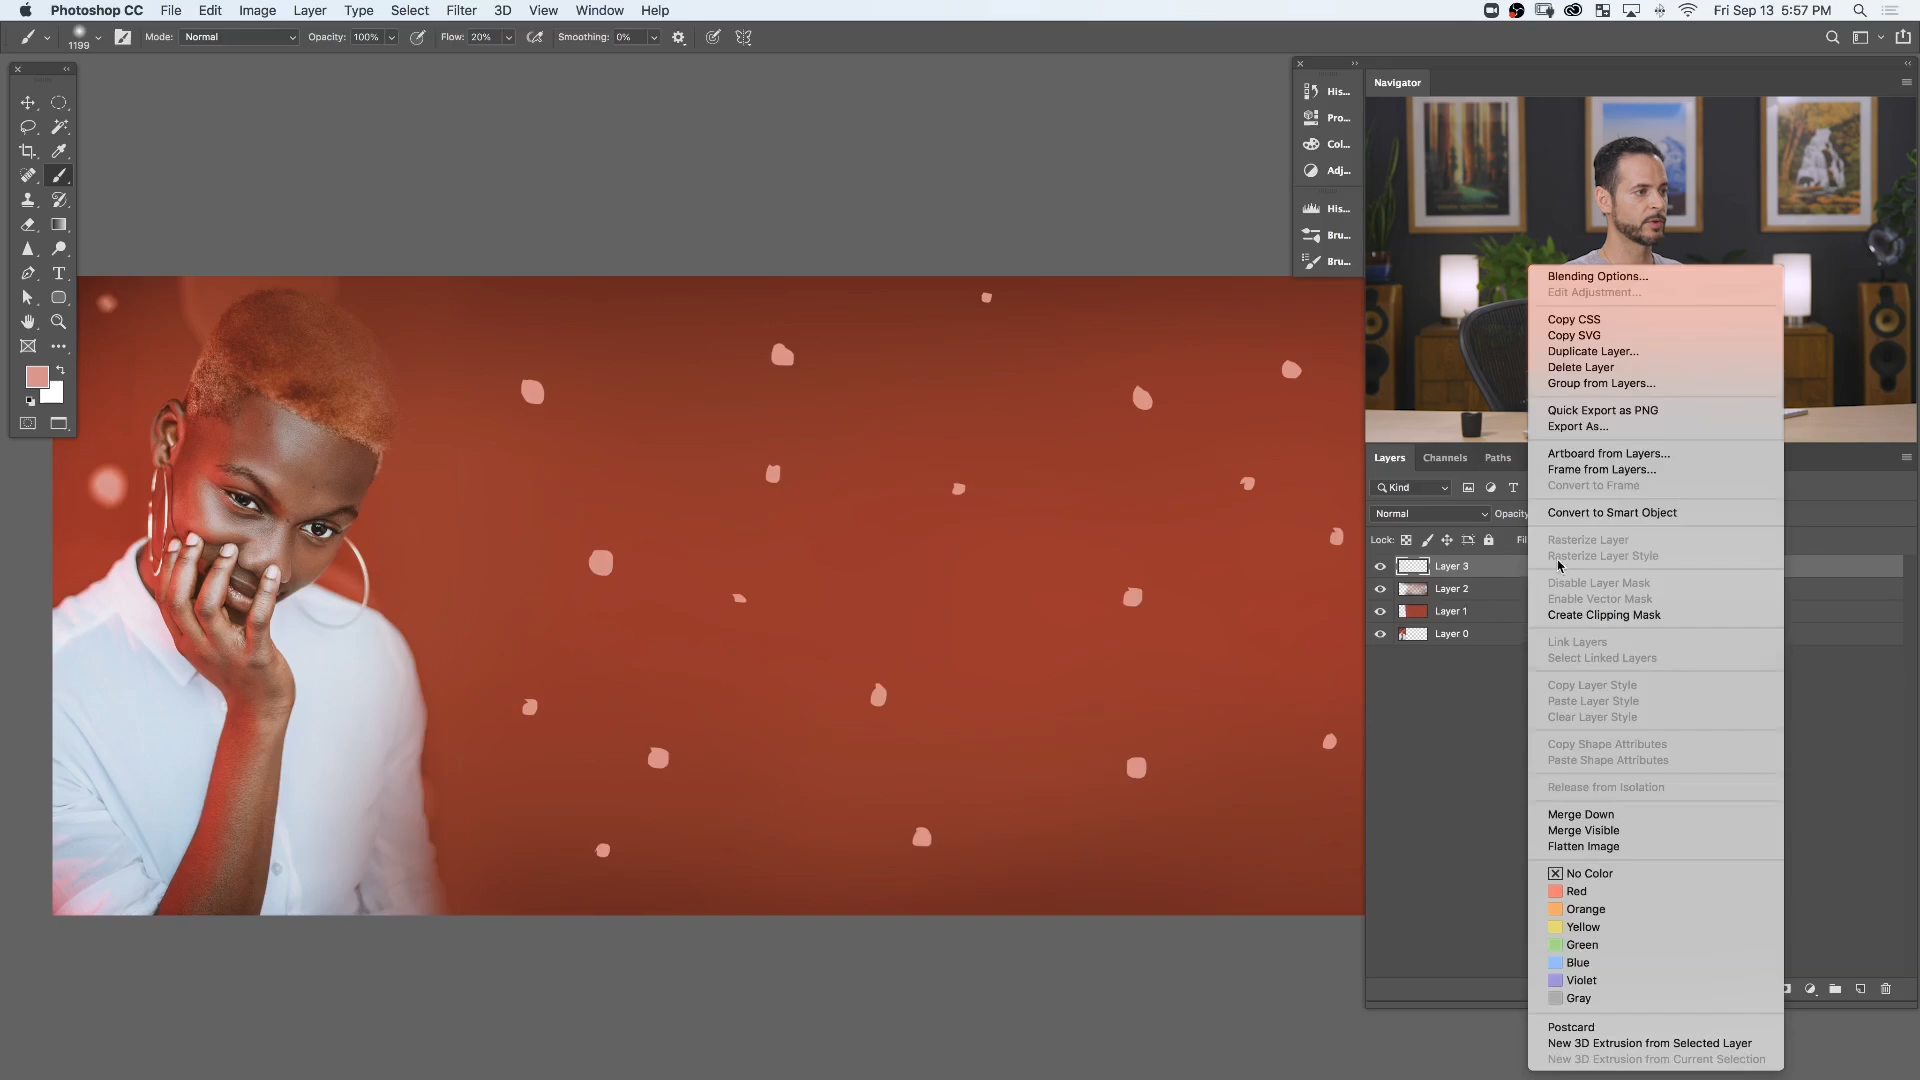 Photoshop CC File Edit Image Layer Type Select Filter 3D View Window Help Fri Sep 13 5:57 PM
1199 Mode: Normal Opacity: 100% Flow: 20% Smoothing: 0%
Navigator
His...
Pro...
Col...
Adj...
His...
Bru...
Bru...
Layers Channels Paths
Kind
Normal Opacity
Lock: Fil
Layer 3
Layer 2
Layer 1
Layer 0
Blending Options...
Edit Adjustment...
Copy CSS
Copy SVG
Duplicate Layer...
Delete Layer
Group from Layers...
Quick Export as PNG
Export As...
Artboard from Layers...
Frame from Layers...
Convert to Frame
Convert to Smart Object
Rasterize Layer
Rasterize Layer Style
Disable Layer Mask
Enable Vector Mask
Create Clipping Mask
Link Layers
Select Linked Layers
Copy Layer Style
Paste Layer Style
Clear Layer Style
Copy Shape Attributes
Paste Shape Attributes
Release from Isolation
Merge Down
Merge Visible
Flatten Image
No Color
Red
Orange
Yellow
Green
Blue
Violet
Gray
Postcard
New 3D Extrusion from Selected Layer
New 3D Extrusion from Current Selection